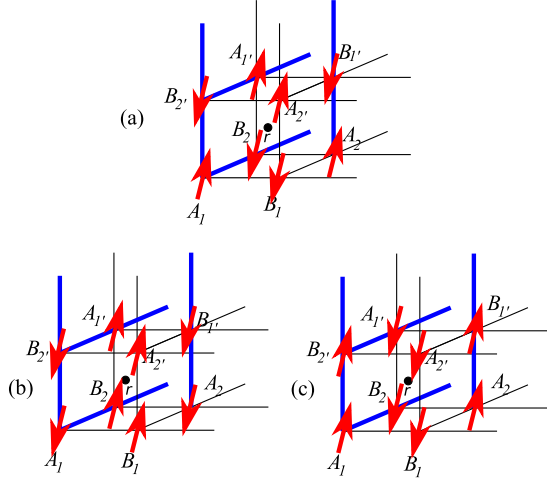 A1' B1'
B2' A2'
(a) B2 r A2
A1 B1
A1' B1'
B2' A2'
(b) B2 r A2
A1 B1
A1'
B2' A2' B1'
(c) B2 r A2
A1 B1